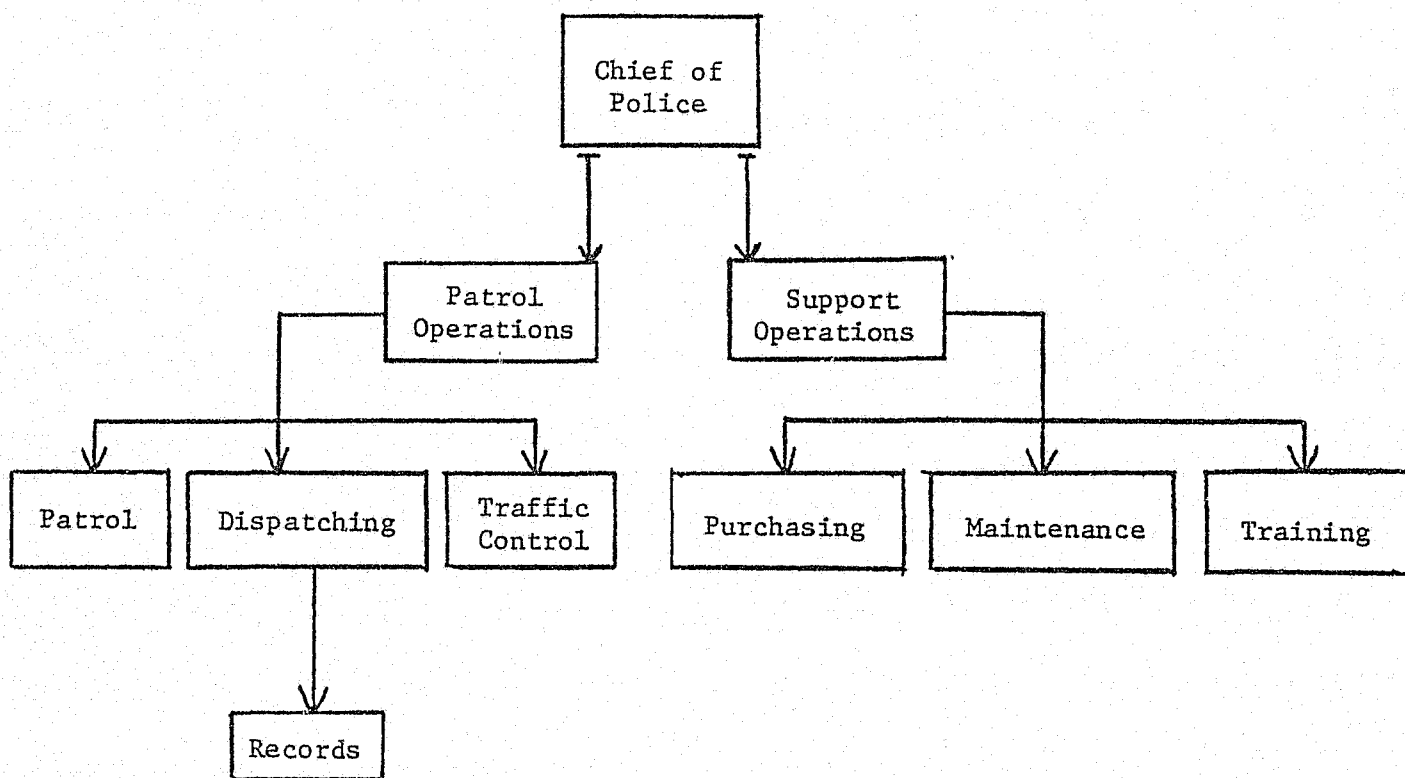 Chief of
Police
Patrol
Operations
Support
Operations
Patrol
Dispatching
Traffic
Control
Purchasing
Maintenance
Training
Records